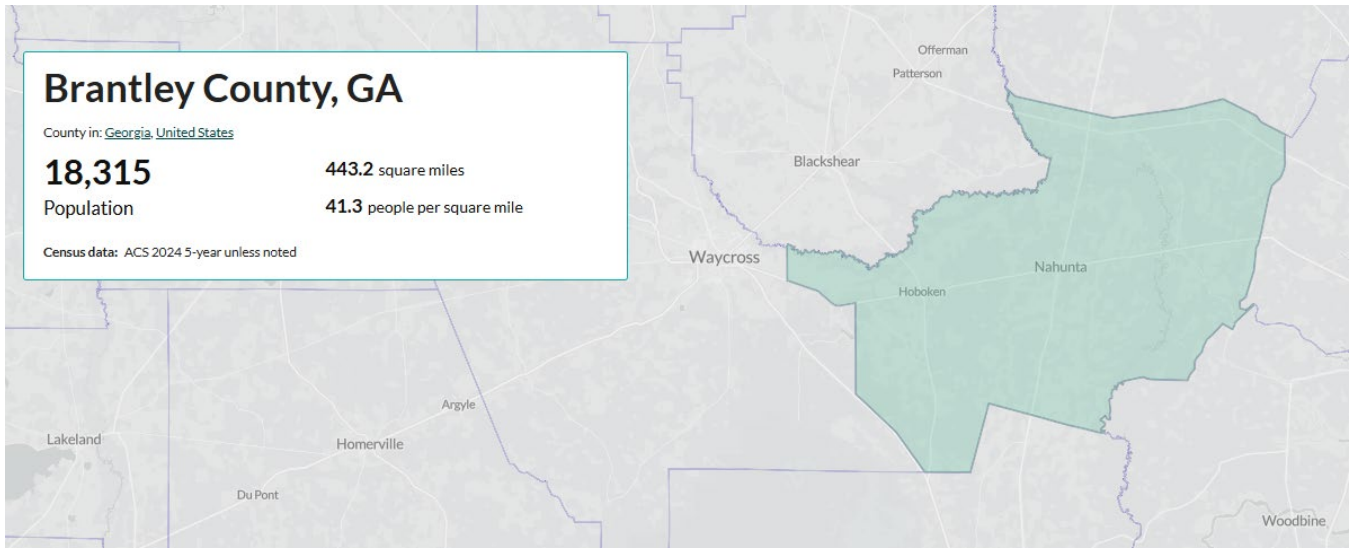 Brantley County, GA
County in: Georgia, United States
18,315
Population
443.2 square miles
41.3 people per square mile
Census data: ACS 2024 5-year unless noted
Offerman
Patterson
Blackshear
Waycross
Nahunta
Hoboken
Argyle
Lakeland
Homerville
Du Pont
Woodbine